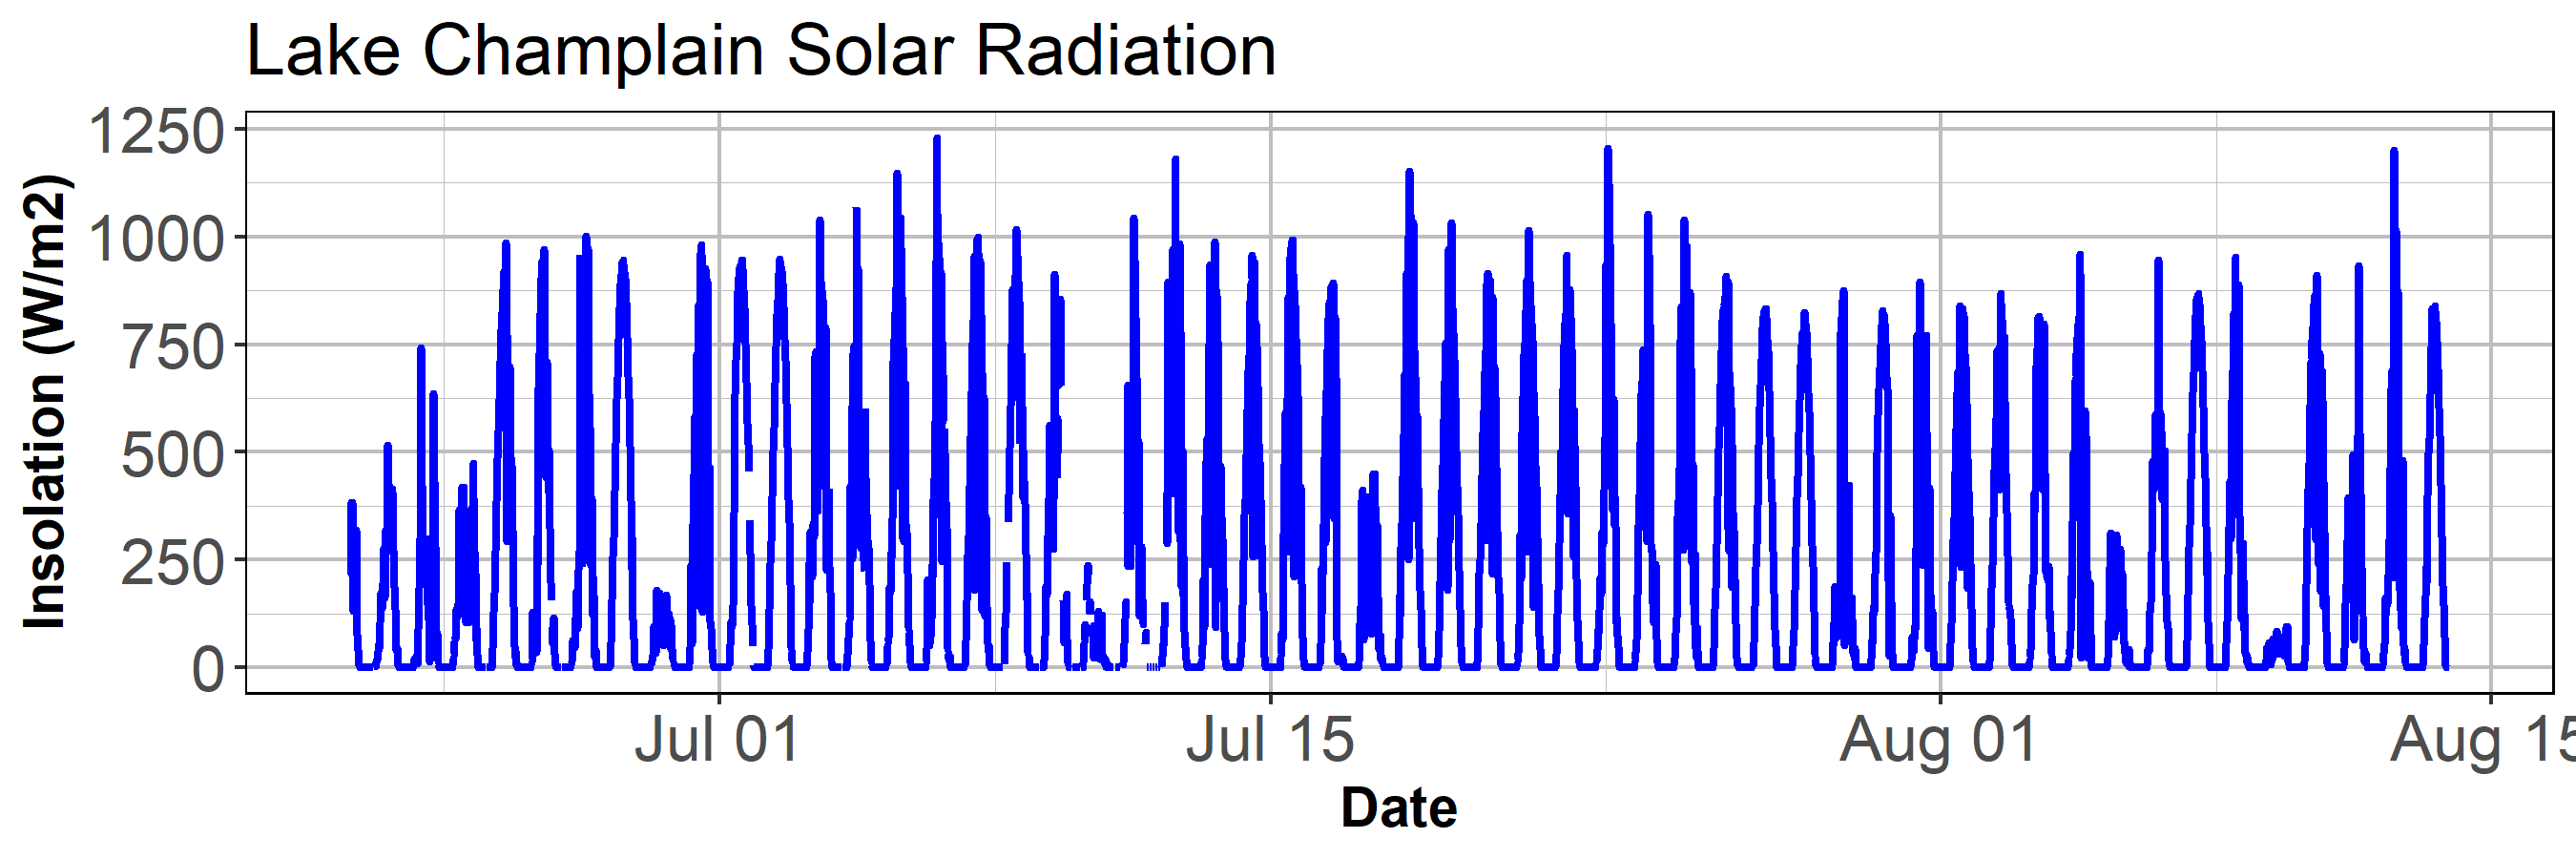 Lake Champlain Solar Radiation
Insolation (W/m2)
1250
1000
750
500
250
0
Jul 01 Jul 15 Aug 01 Aug 15
Date